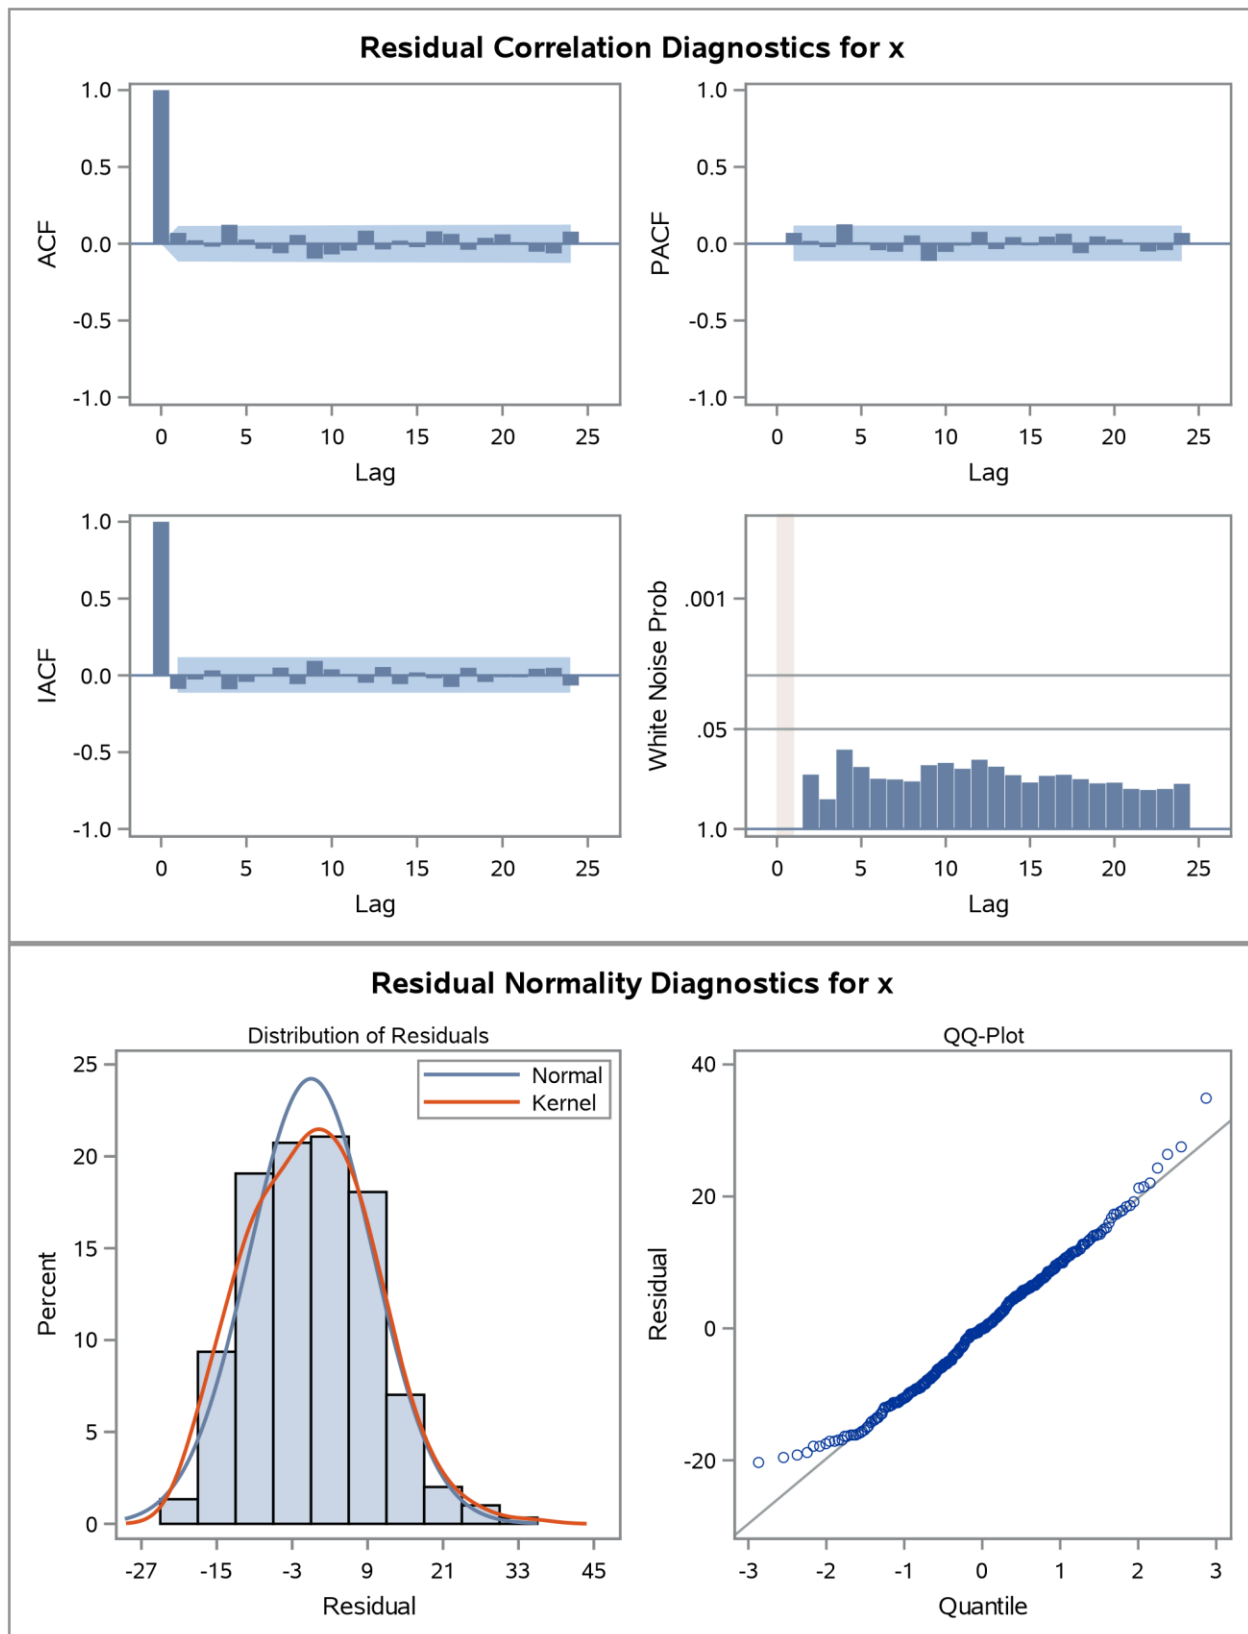 Residual Correlation Diagnostics for x
1.0
0.5
0.0
-0.5
-1.0
ACF
0 5 10 15 20 25
Lag
1.0
0.5
0.0
-0.5
-1.0
PACF
0 5 10 15 20 25
Lag
1.0
0.5
0.0
-0.5
-1.0
IACF
0 5 10 15 20 25
Lag
.001
.05
1.0
White Noise Prob
0 5 10 15 20 25
Lag
Residual Normality Diagnostics for x
Distribution of Residuals
Normal
Kernel
25
20
15
10
5
0
Percent
-27 -15 -3 9 21 33 45
Residual
QQ-Plot
40
20
0
-20
Residual
-3 -2 -1 0 1 2 3
Quantile